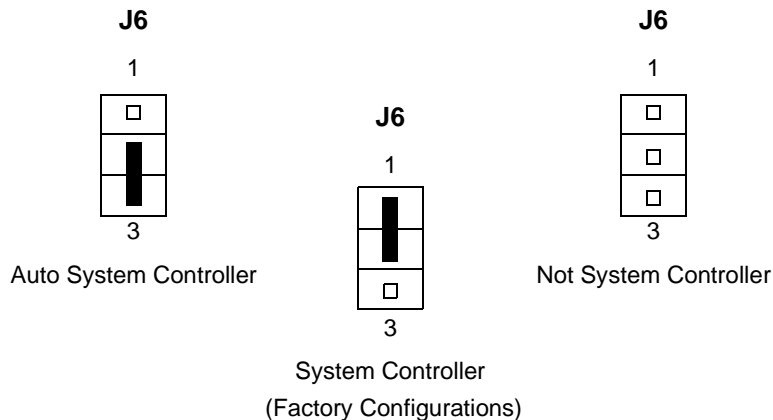 J6
1
3
Auto System Controller
J6
1
3
System Controller
(Factory Configurations)
J6
1
3
Not System Controller